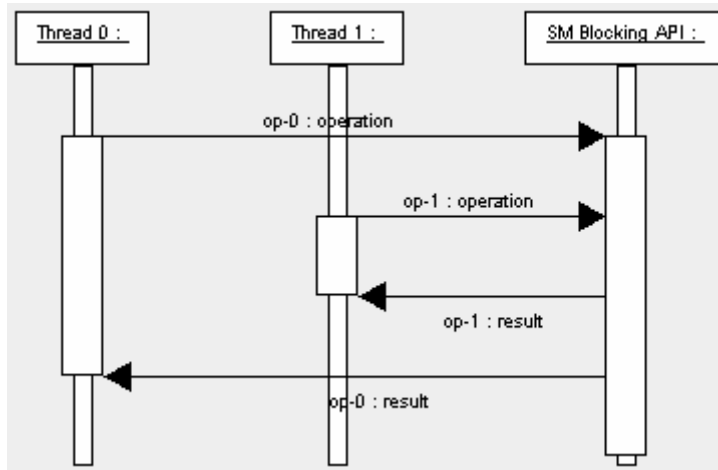 Thread 0 :
Thread 1 :
SM Blocking API :
op-0 : operation
op-1 : operation
op-1 : result
op-0 : result